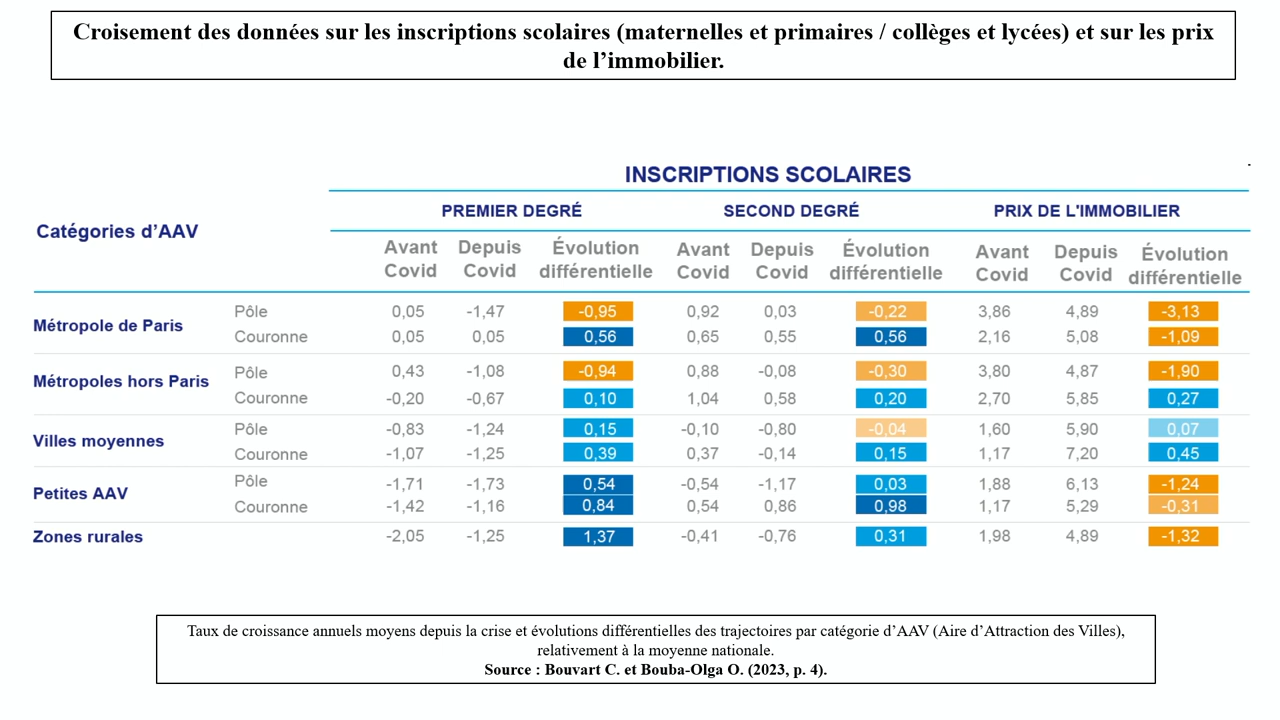 Croisement des données sur les inscriptions scolaires (maternelles et primaires / collèges et lycées) et sur les prix
de l’immobilier.
INSCRIPTIONS SCOLAIRES
Catégories d’AAV PREMIER DEGRÉ SECOND DEGRÉ PRIX DE L'IMMOBILIER
Avant Depuis Évolution Avant Depuis Évolution Avant Depuis Évolution
Covid Covid différentielle Covid Covid différentielle Covid Covid différentielle
Métropole de Paris
Pôle 0,05 -1,47 -0,95 0,92 0,03 -0,22 3,86 4,89 -3,13
Couronne 0,05 0,05 0,56 0,65 0,55 0,56 2,16 5,08 -1,09
Métropoles hors Paris
Pôle 0,43 -1,08 -0,94 0,88 -0,08 -0,30 3,80 4,87 -1,90
Couronne -0,20 -0,67 0,10 1,04 0,58 0,20 2,70 5,85 0,27
Villes moyennes
Pôle -0,83 -1,24 0,15 -0,10 -0,80 -0,04 1,60 5,90 0,07
Couronne -1,07 -1,25 0,39 0,37 -0,14 0,15 1,17 7,20 0,45
Petites AAV
Pôle -1,71 -1,73 0,54 -0,54 -1,17 0,03 1,88 6,13 -1,24
Couronne -1,42 -1,16 0,84 0,54 0,86 0,98 1,17 5,29 -0,31
Zones rurales -2,05 -1,25 1,37 -0,41 -0,76 0,31 1,98 4,89 -1,32
Taux de croissance annuels moyens depuis la crise et évolutions différentielles des trajectoires par catégorie d’AAV (Aire d’Attraction des Villes),
relativement à la moyenne nationale.
Source : Bouvart C. et Bouba-Olga O. (2023, p. 4).